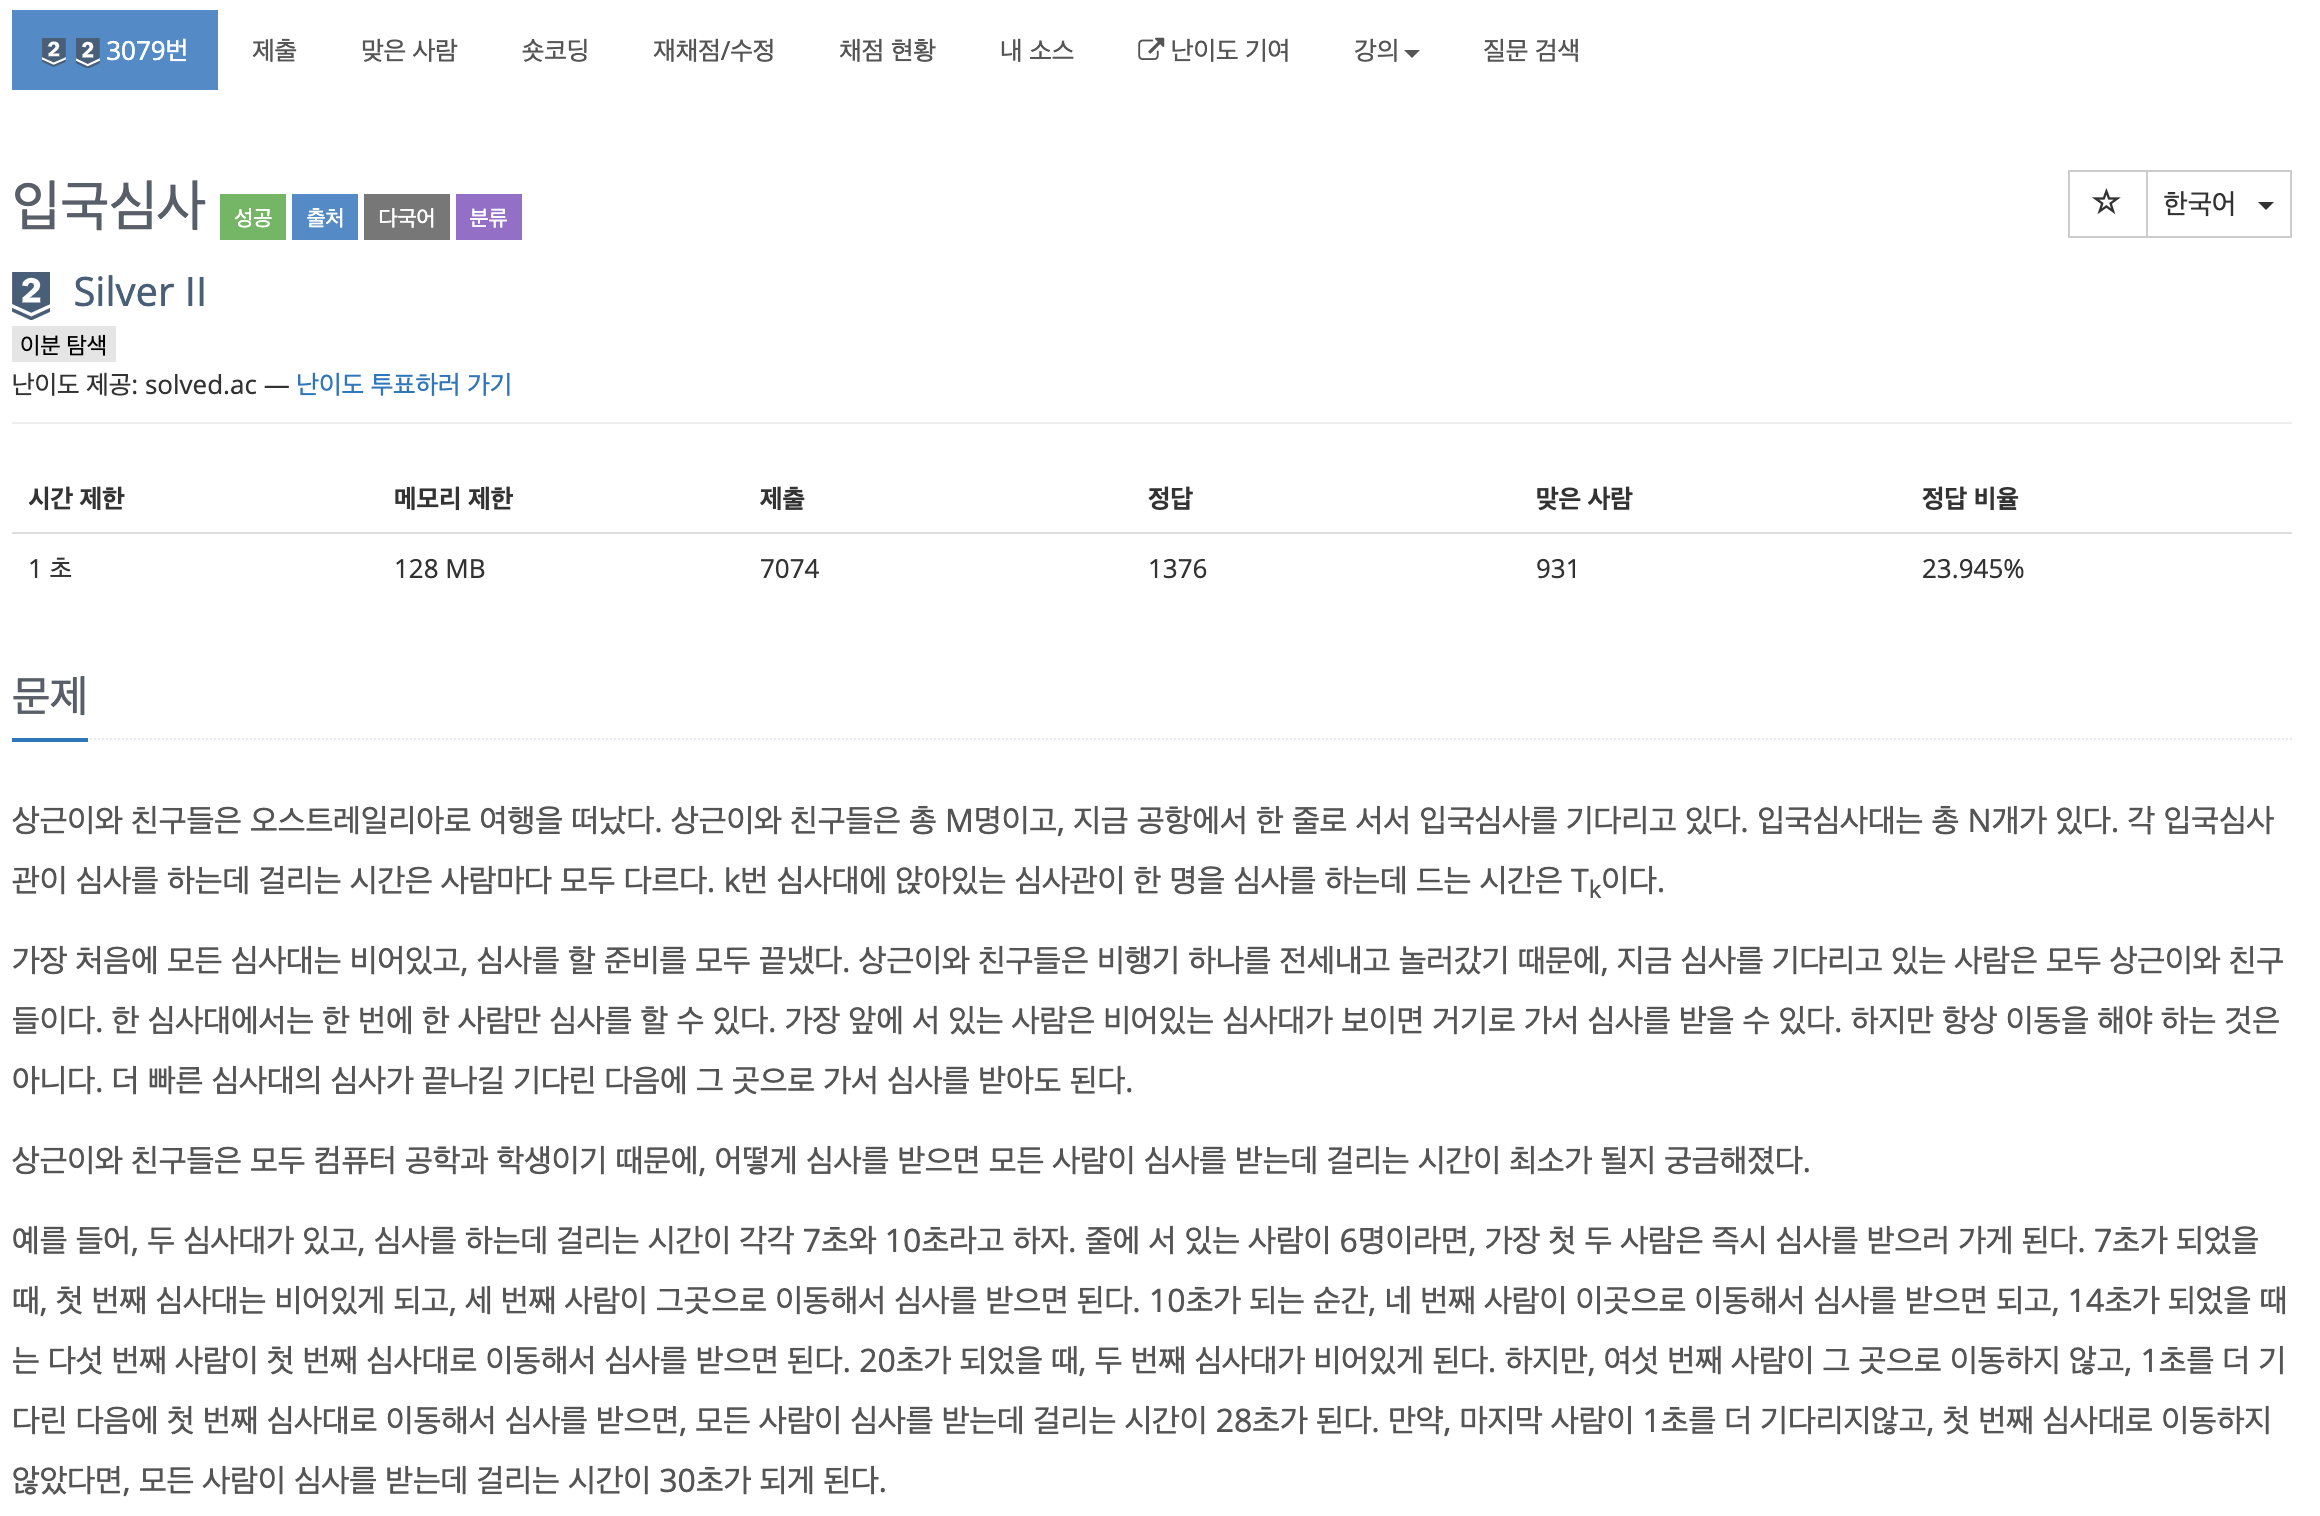 2 2 3079번 제출 맞은 사람 숏코딩 재채점/수정 채점 현황 내 소스 난이도 기여 강의 질문 검색
입국심사 성공 출처 다국어 분류 한국어
2 Silver II
이분 탐색
난이도 제공: solved.ac — 난이도 투표하러 가기
시간 제한 메모리 제한 제출 정답 맞은 사람 정답 비율
1 초 128 MB 7074 1376 931 23.945%
문제
상근이와 친구들은 오스트레일리아로 여행을 떠났다. 상근이와 친구들은 총 M명이고, 지금 공항에서 한 줄로 서서 입국심사를 기다리고 있다. 입국심사대는 총 N개가 있다. 각 입국심사
관이 심사를 하는데 걸리는 시간은 사람마다 모두 다르다. k번 심사대에 앉아있는 심사관이 한 명을 심사를 하는데 드는 시간은 Tk이다.
가장 처음에 모든 심사대는 비어있고, 심사를 할 준비를 모두 끝냈다. 상근이와 친구들은 비행기 하나를 전세내고 놀러갔기 때문에, 지금 심사를 기다리고 있는 사람은 모두 상근이와 친구
들이다. 한 심사대에서는 한 번에 한 사람만 심사를 할 수 있다. 가장 앞에 서 있는 사람은 비어있는 심사대가 보이면 거기로 가서 심사를 받을 수 있다. 하지만 항상 이동을 해야 하는 것은
아니다. 더 빠른 심사대의 심사가 끝나길 기다린 다음에 그 곳으로 가서 심사를 받아도 된다.
상근이와 친구들은 모두 컴퓨터 공학과 학생이기 때문에, 어떻게 심사를 받으면 모든 사람이 심사를 받는데 걸리는 시간이 최소가 될지 궁금해졌다.
예를 들어, 두 심사대가 있고, 심사를 하는데 걸리는 시간이 각각 7초와 10초라고 하자. 줄에 서 있는 사람이 6명이라면, 가장 첫 두 사람은 즉시 심사를 받으러 가게 된다. 7초가 되었을
때, 첫 번째 심사대는 비어있게 되고, 세 번째 사람이 그곳으로 이동해서 심사를 받으면 된다. 10초가 되는 순간, 네 번째 사람이 이곳으로 이동해서 심사를 받으면 되고, 14초가 되었을 때
는 다섯 번째 사람이 첫 번째 심사대로 이동해서 심사를 받으면 된다. 20초가 되었을 때, 두 번째 심사대가 비어있게 된다. 하지만, 여섯 번째 사람이 그 곳으로 이동하지 않고, 1초를 더 기
다린 다음에 첫 번째 심사대로 이동해서 심사를 받으면, 모든 사람이 심사를 받는데 걸리는 시간이 28초가 된다. 만약, 마지막 사람이 1초를 더 기다리지않고, 첫 번째 심사대로 이동하지
않았다면, 모든 사람이 심사를 받는데 걸리는 시간이 30초가 되게 된다.